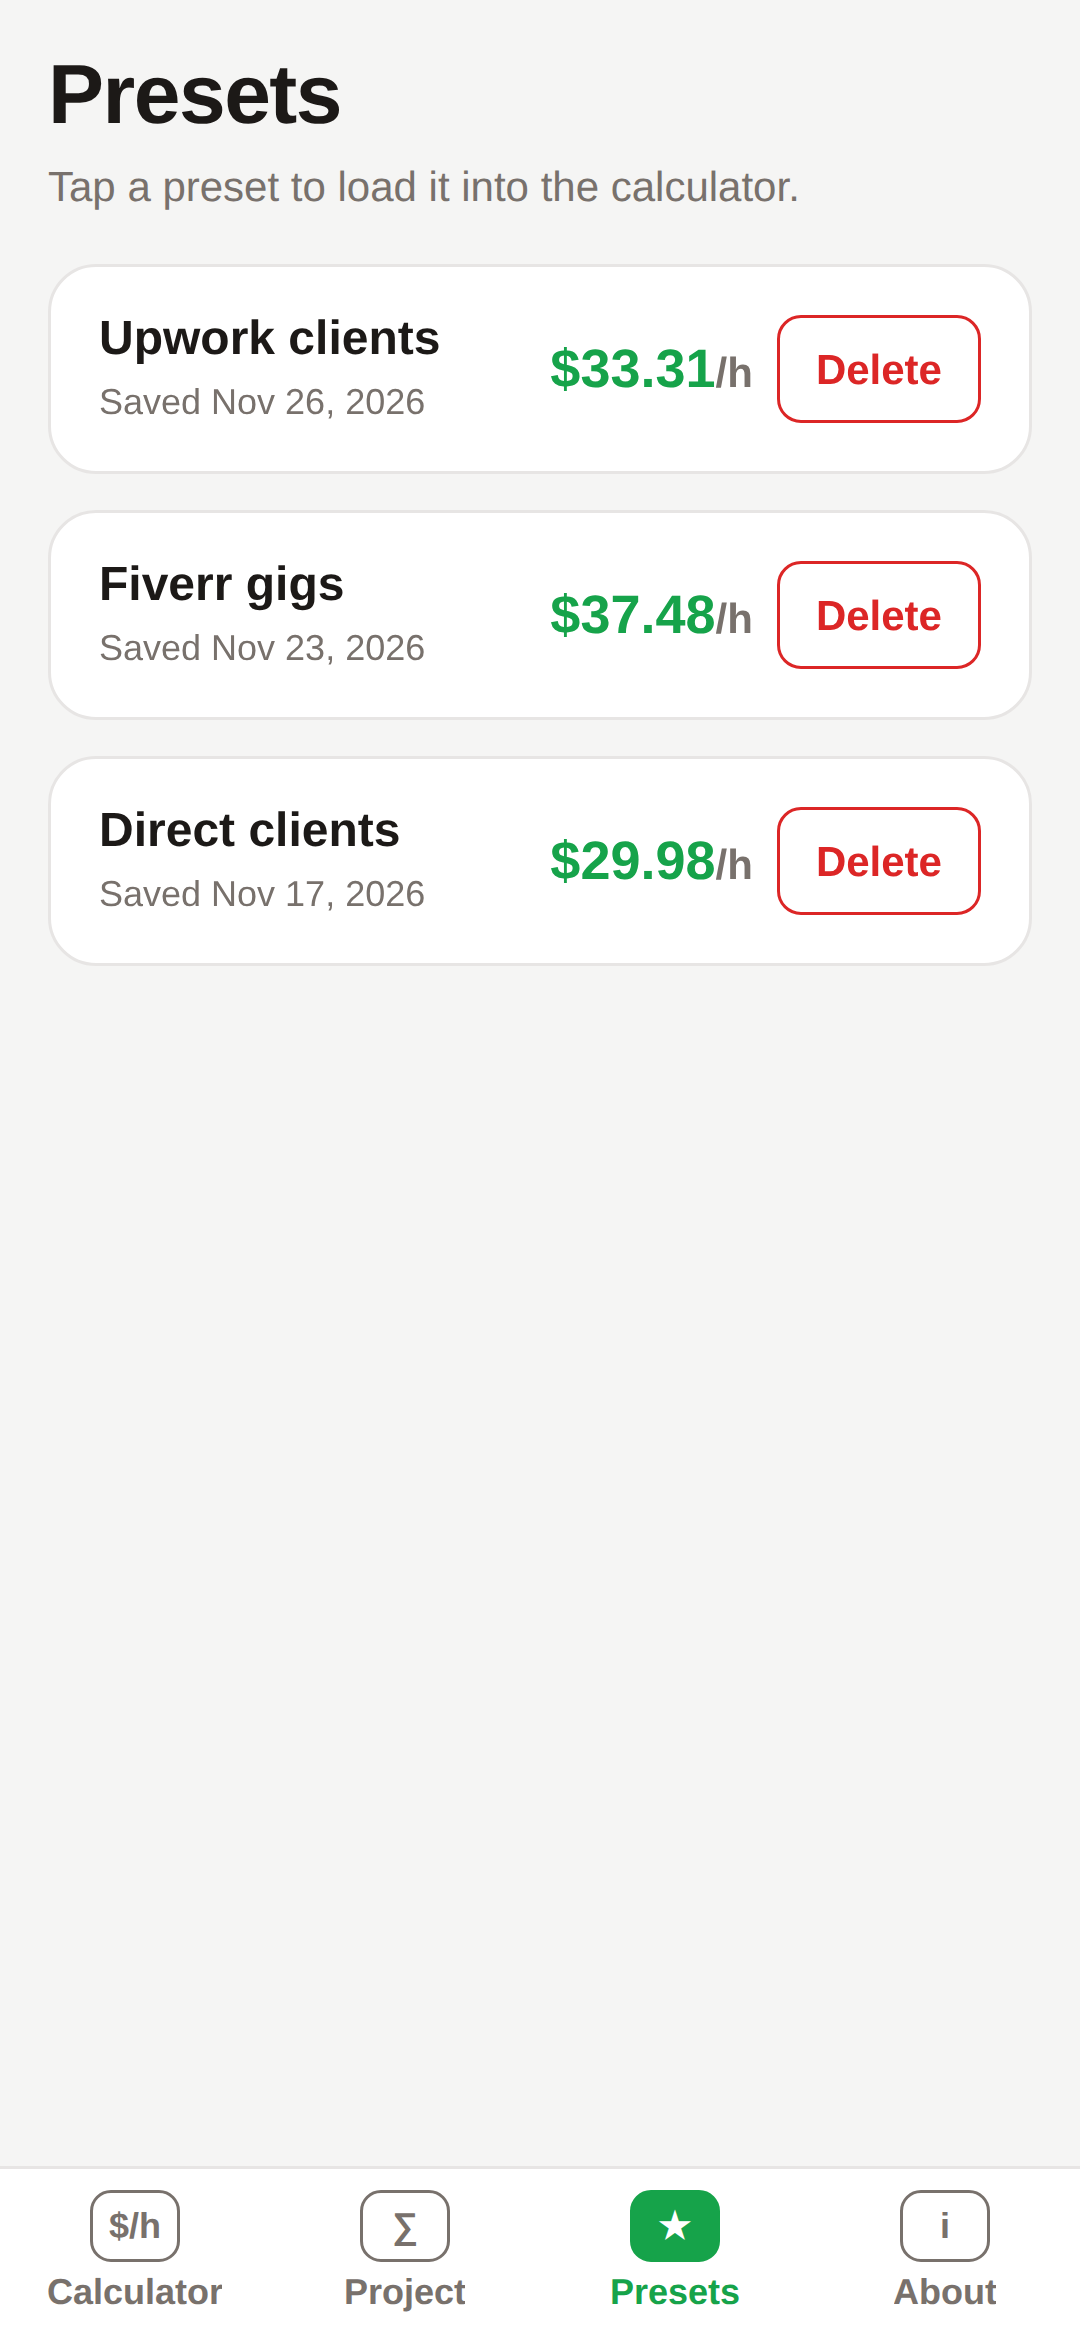 Presets
Tap a preset to load it into the calculator.
Upwork clients
Saved Nov 26, 2026
$33.31/h
Delete
Fiverr gigs
Saved Nov 23, 2026
$37.48/h
Delete
Direct clients
Saved Nov 17, 2026
$29.98/h
Delete
$/h
∑
★
i
Calculator
Project
Presets
About